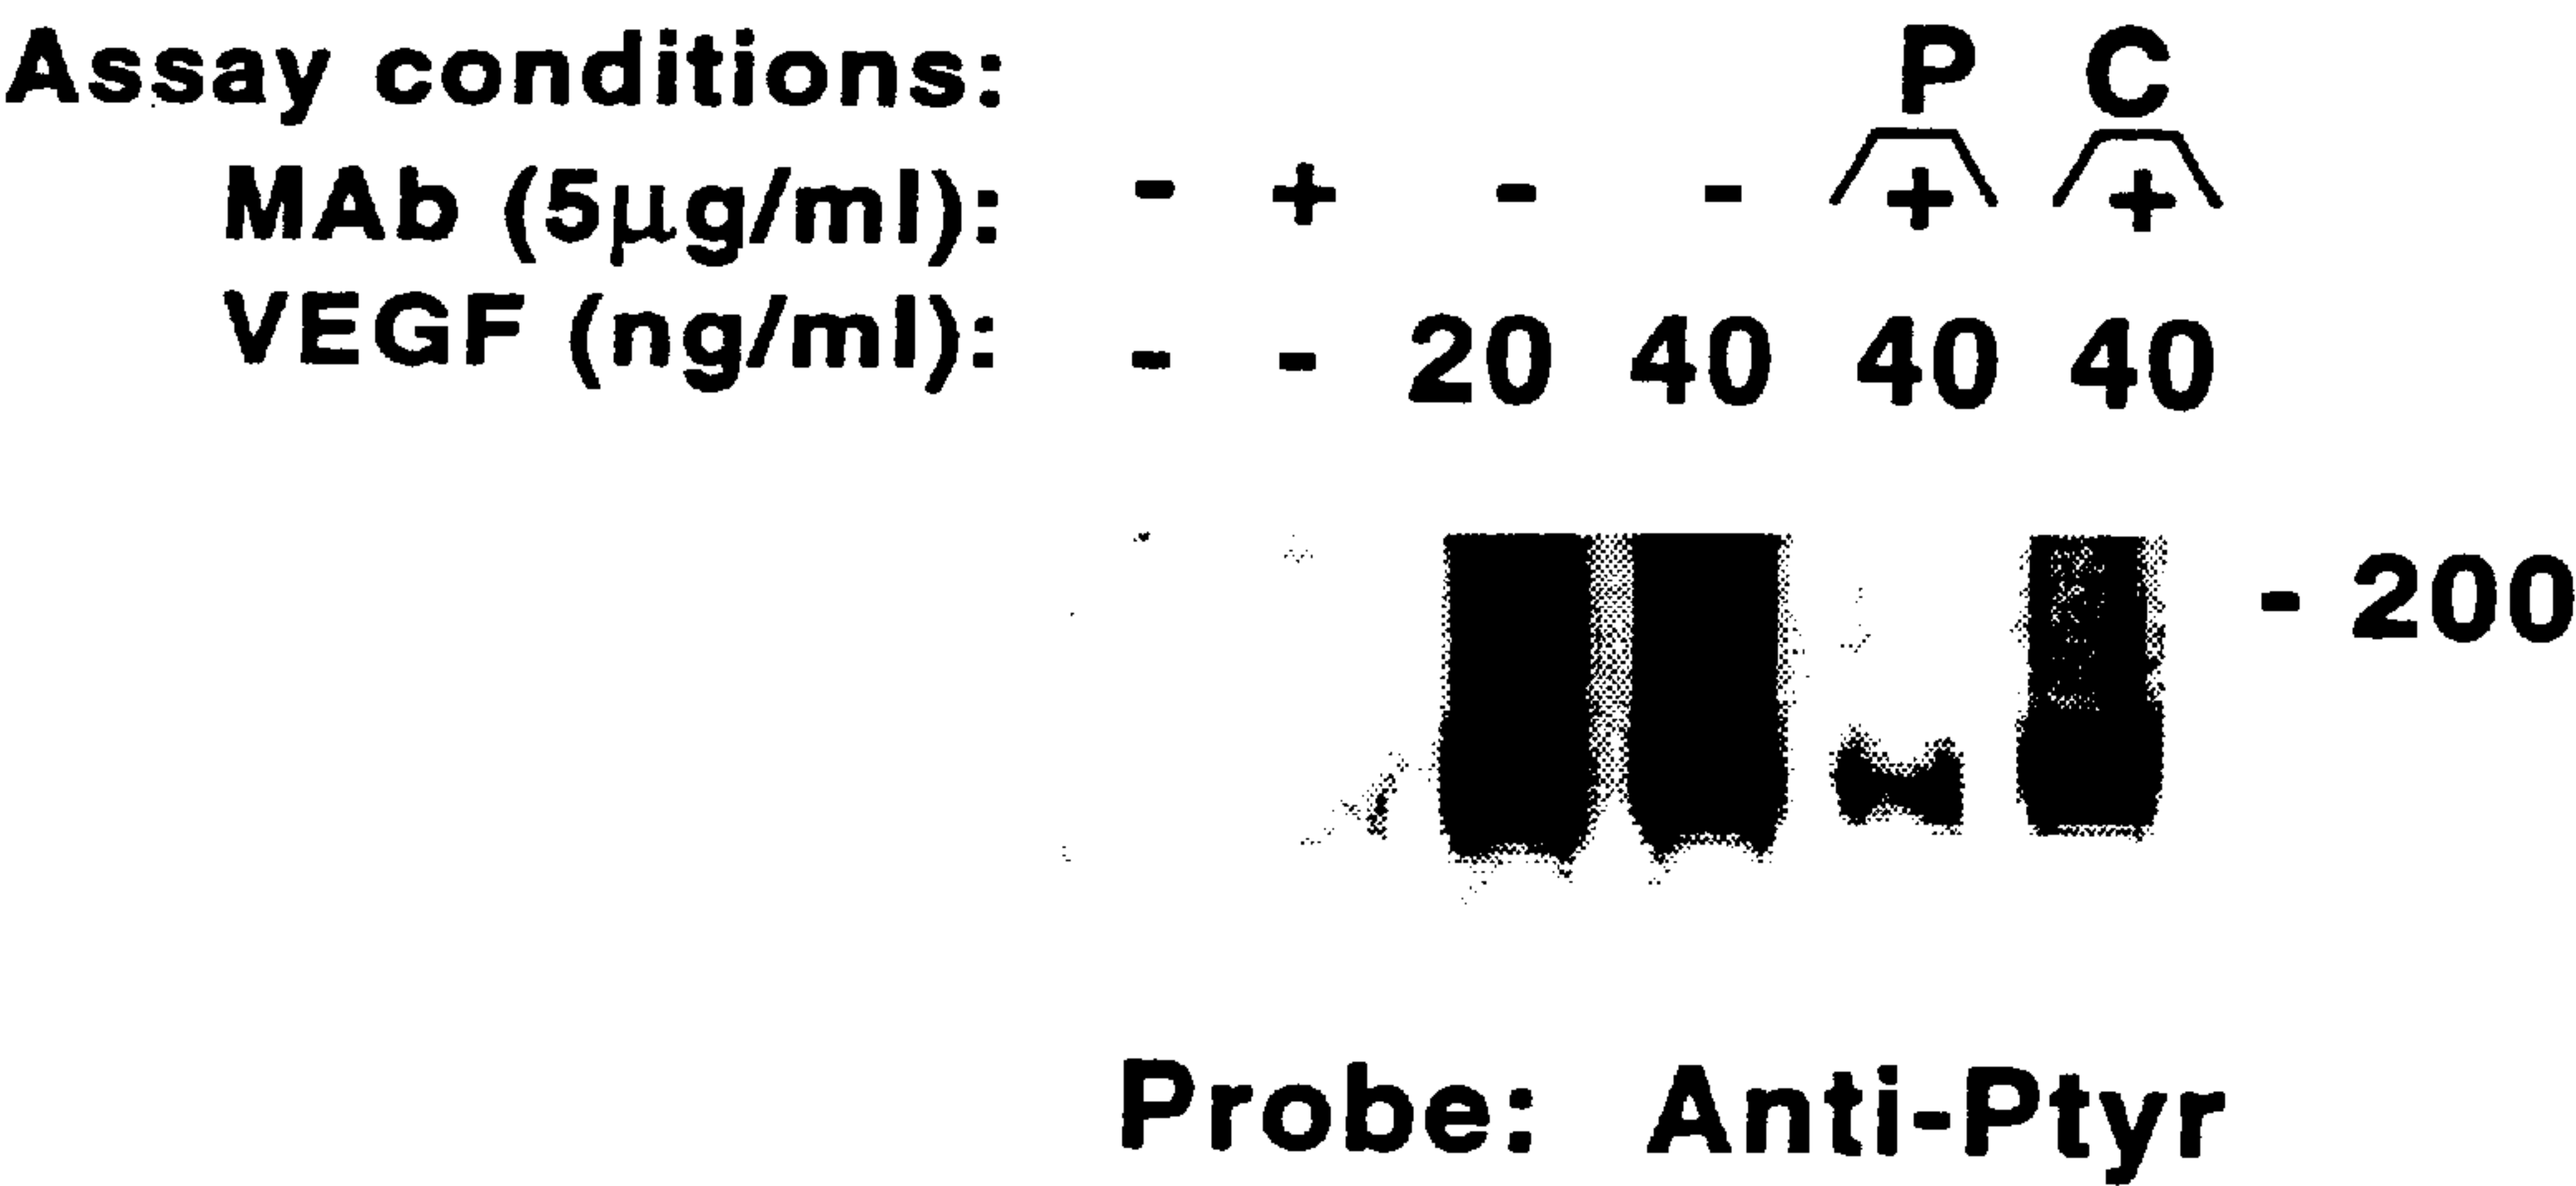 Assay conditions: P C
MAb (5μg/ml): - + - - + +
VEGF (ng/ml): - - 20 40 40 40
- 200
Probe: Anti-Ptyr